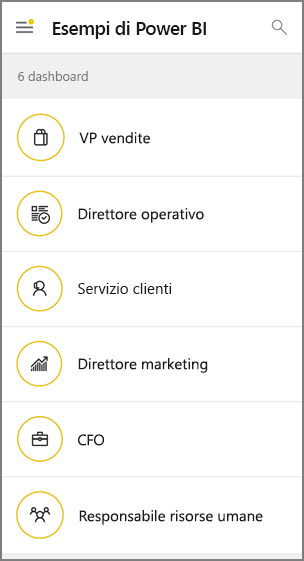 Esempi di Power BI
6 dashboard
VP vendite
Direttore operativo
Servizio clienti
Direttore marketing
CFO
Responsabile risorse umane